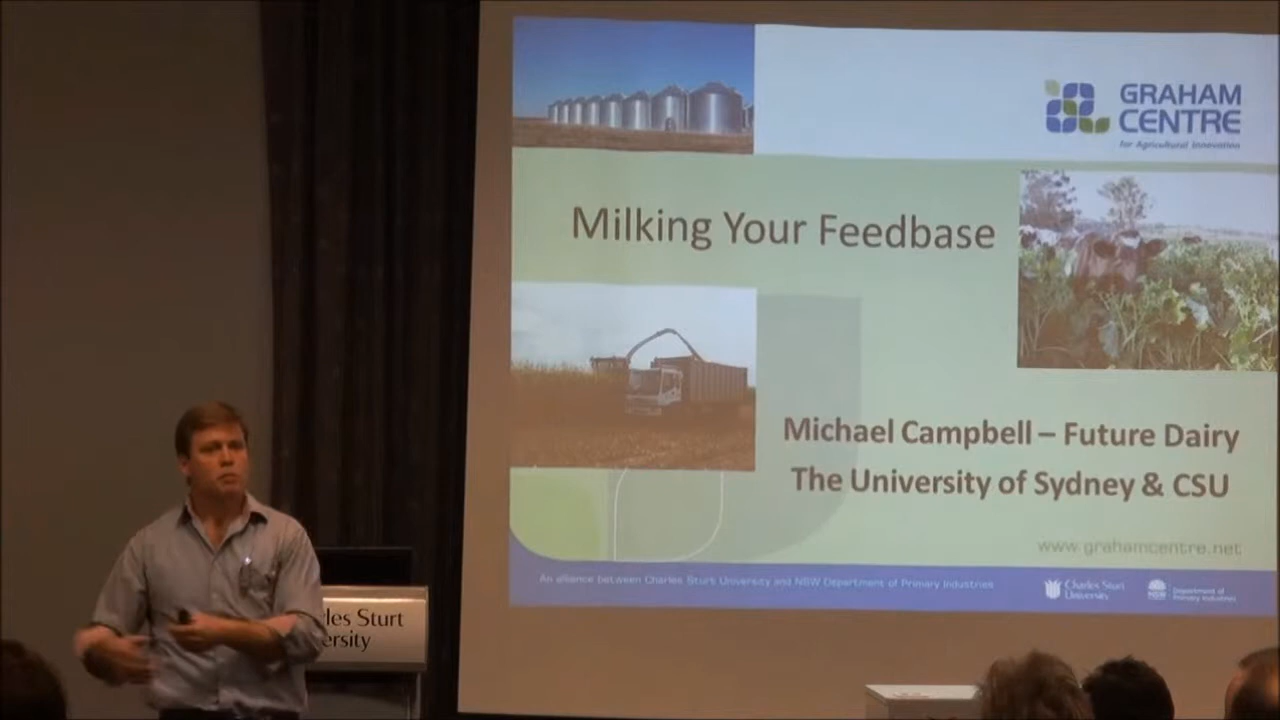 GRAHAM
CENTRE
for Agricultural Innovation
Milking Your Feedbase
Michael Campbell – Future Dairy
The University of Sydney & CSU
www.grahamcentre.net
An alliance between Charles Sturt University and NSW Department of Primary Industries
Charles Sturt
University
NSW
Department of
Primary Industries
les Sturt
ersity